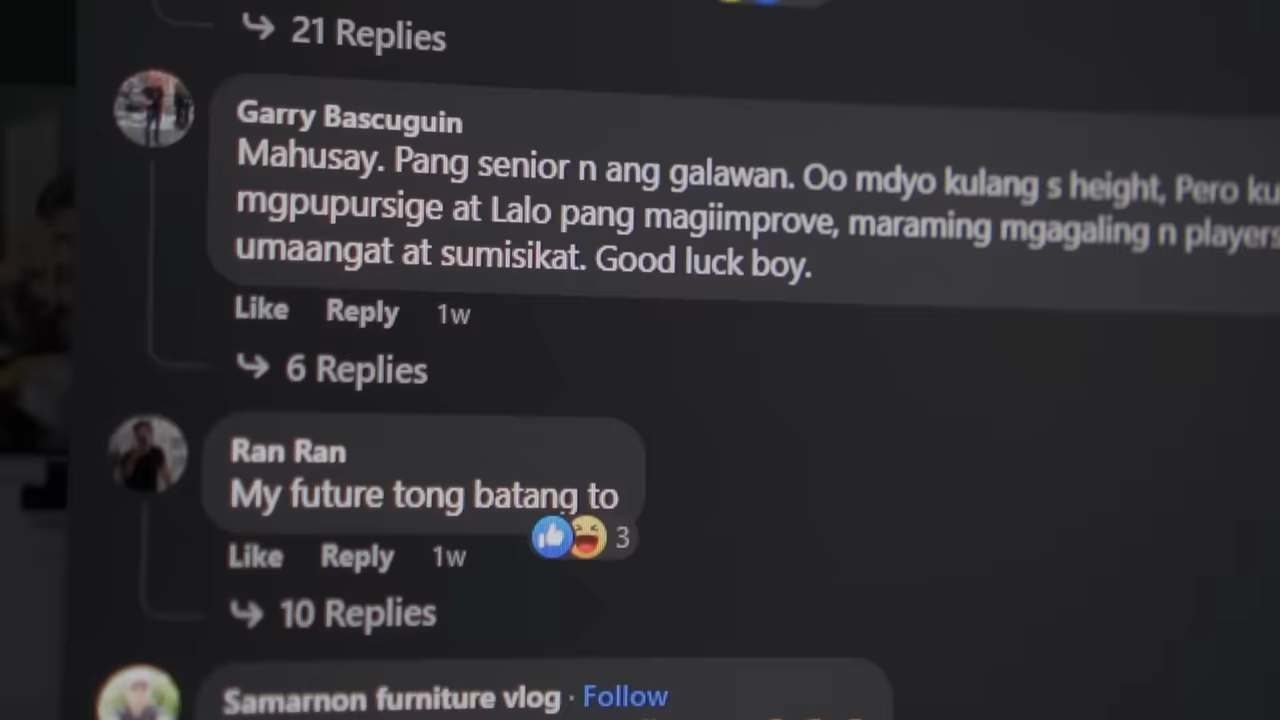 21 Replies
Garry Bascuguin
Mahusay. Pang senior n ang galawan. Oo mdyo kulang s height, Pero
mgpupursige at Lalo pang magiimprove, maraming mgagaling n players
umaangat at sumisikat. Good luck boy.
Like Reply 1w
6 Replies
Ran Ran
My future tong batang to
3
Like Reply 1w
10 Replies
Samarnon furniture vlog · Follow